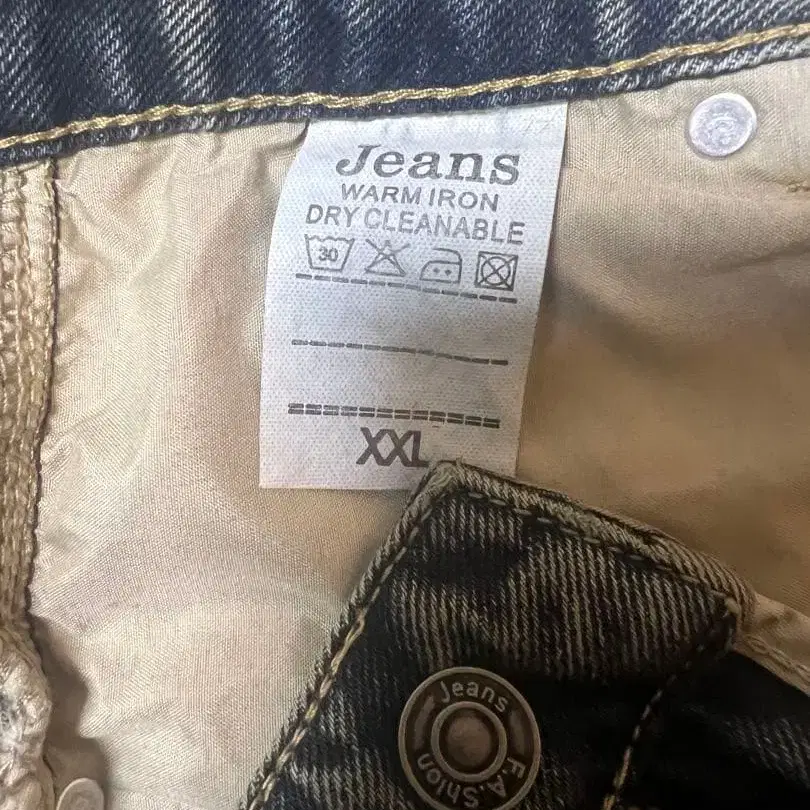 Jeans
WARM IRON
DRY CLEANABLE
30
XXL
Jeans
F.A.Shion